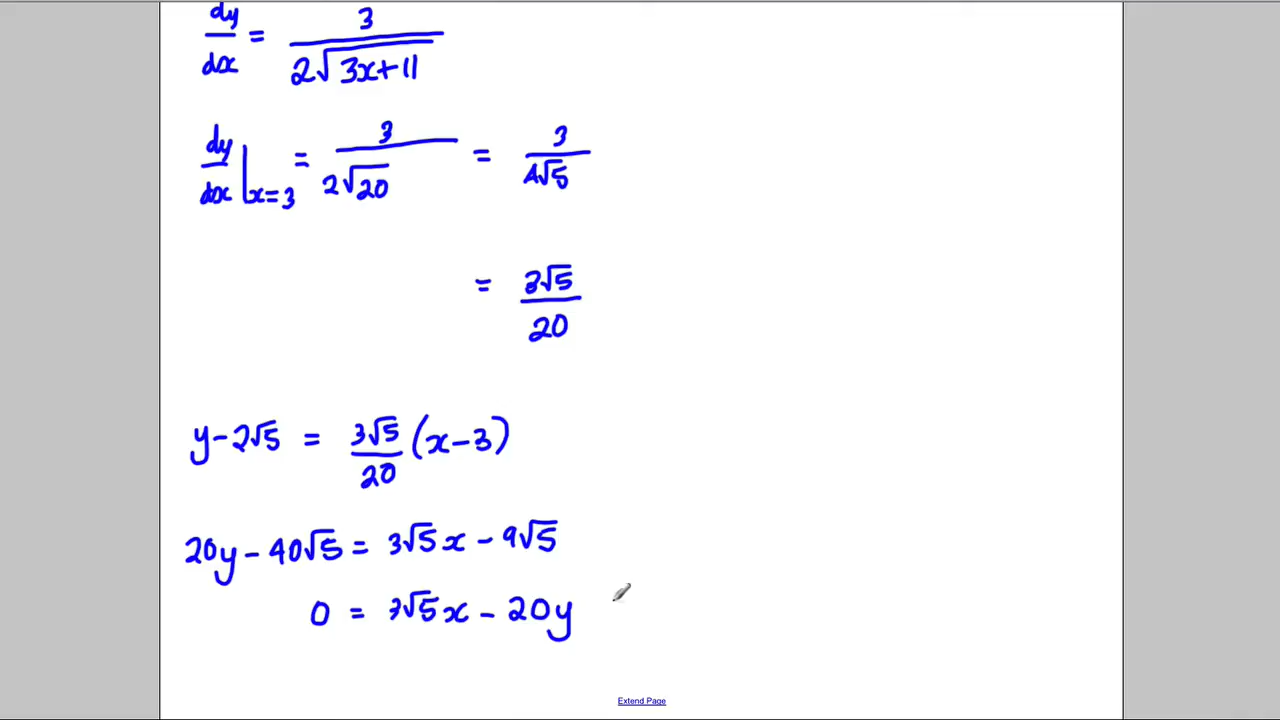 dy/dx = 3/(2√(3x+11))
dy/dx|x=3 = 3/(2√20) = 3/(4√5)
= 3√5/20
y-2√5 = 3√5/20 (x-3)
20y - 40√5 = 3√5x - 9√5
0 = 3√5x - 20y
Extend Page